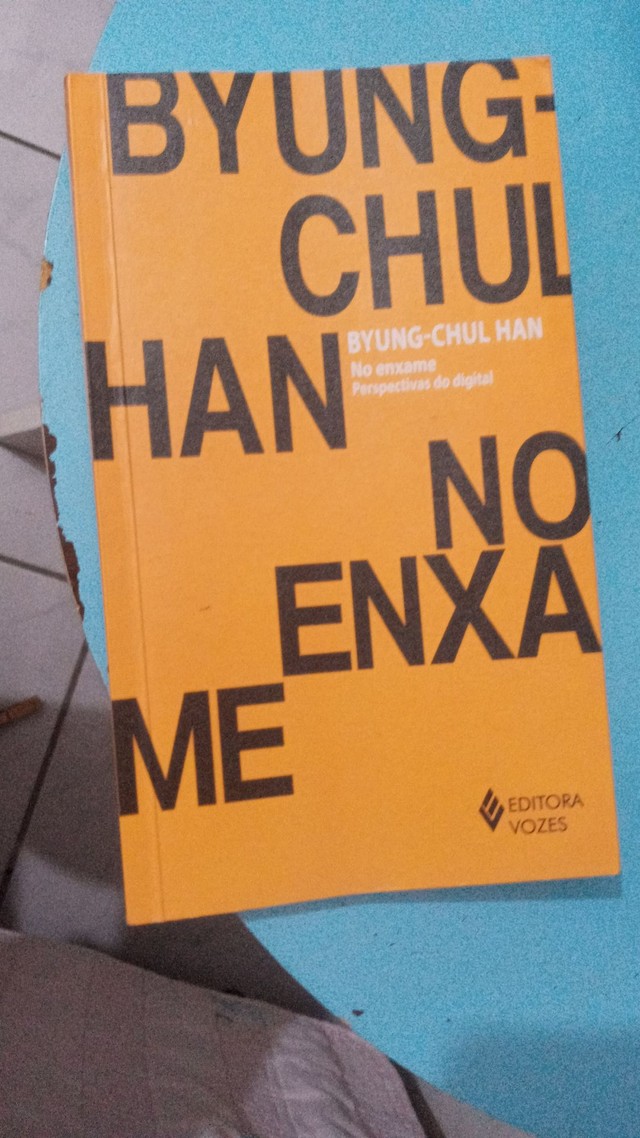 BYUNG-
CHUL
HAN
BYUNG-CHUL HAN
No enxame
Perspectivas do digital
NO
ENXA
ME
EDITORA
VOZES